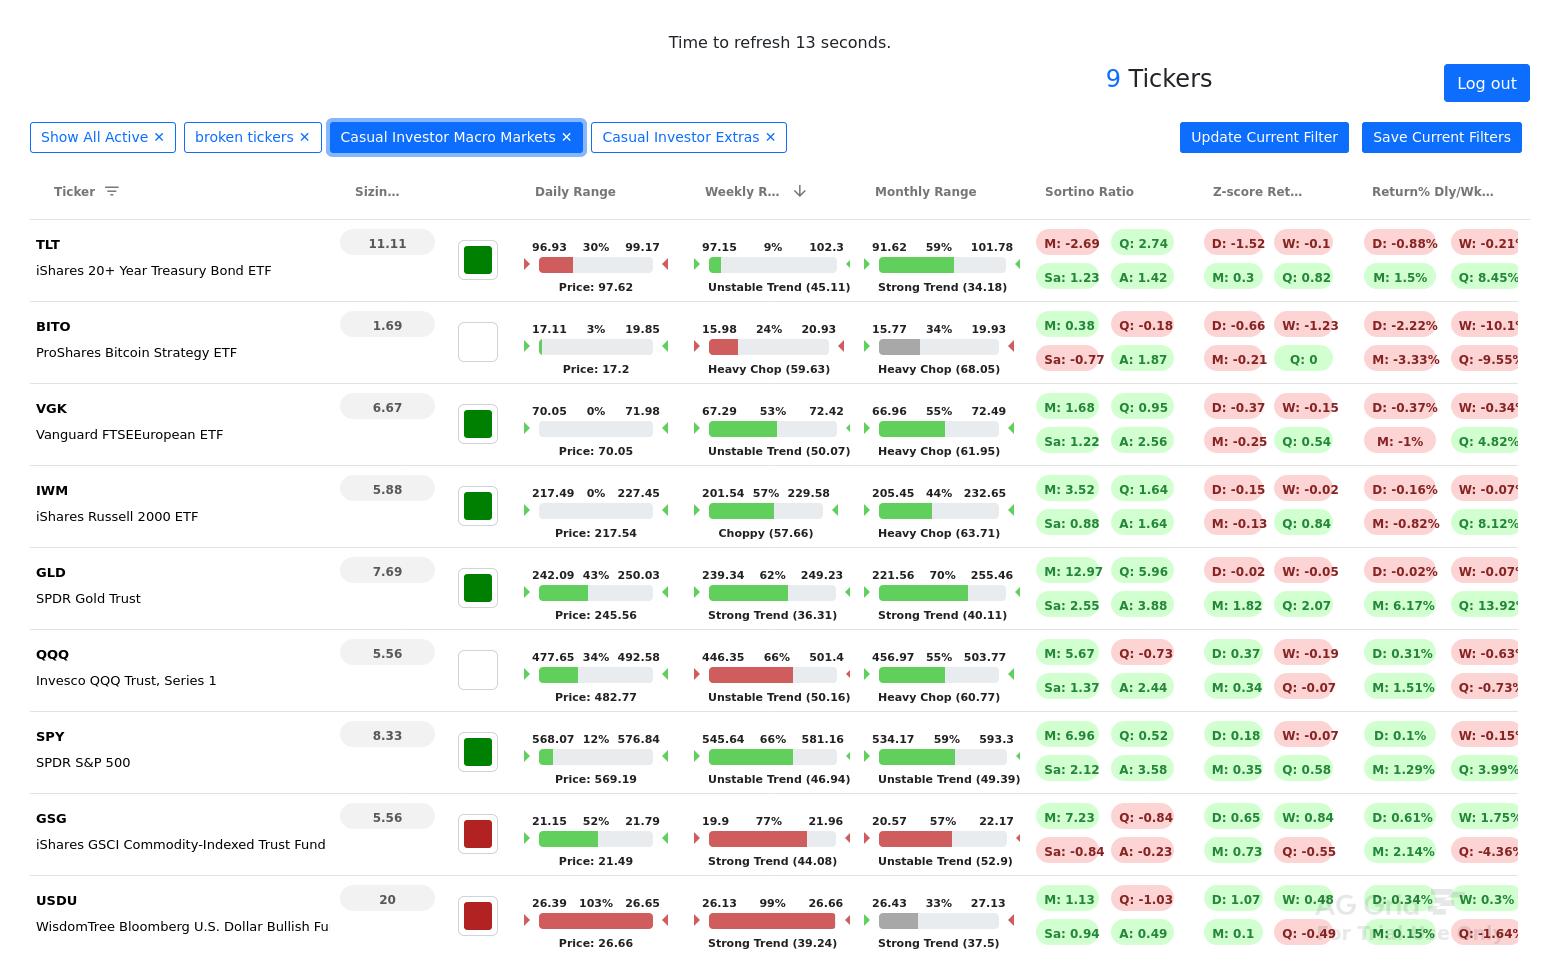 Time to refresh 13 seconds.
9 Tickers
Log out
Show All Active ✕ broken tickers ✕ Casual Investor Macro Markets ✕ Casual Investor Extras ✕ Update Current Filter Save Current Filters
Ticker Sizin... Daily Range Weekly R... Monthly Range Sortino Ratio Z-score Ret... Return% Dly/Wk...
TLT 11.11 96.93 30% 99.17 97.15 9% 102.3 91.62 59% 101.78 M: -2.69 Q: 2.74 D: -1.52 W: -0.1 D: -0.88% W: -0.21%
iShares 20+ Year Treasury Bond ETF Sa: 1.23 A: 1.42 M: 0.3 Q: 0.82 M: 1.5% Q: 8.45%
Price: 97.62 Unstable Trend (45.11) Strong Trend (34.18)
BITO 1.69 17.11 3% 19.85 15.98 24% 20.93 15.77 34% 19.93 M: 0.38 Q: -0.18 D: -0.66 W: -1.23 D: -2.22% W: -10.1%
ProShares Bitcoin Strategy ETF Sa: -0.77 A: 1.87 M: -0.21 Q: 0 M: -3.33% Q: -9.55%
Price: 17.2 Heavy Chop (59.63) Heavy Chop (68.05)
VGK 6.67 70.05 0% 71.98 67.29 53% 72.42 66.96 55% 72.49 M: 1.68 Q: 0.95 D: -0.37 W: -0.15 D: -0.37% W: -0.34%
Vanguard FTSEEuropean ETF Sa: 1.22 A: 2.56 M: -0.25 Q: 0.54 M: -1% Q: 4.82%
Price: 70.05 Unstable Trend (50.07) Heavy Chop (61.95)
IWM 5.88 217.49 0% 227.45 201.54 57% 229.58 205.45 44% 232.65 M: 3.52 Q: 1.64 D: -0.15 W: -0.02 D: -0.16% W: -0.07%
iShares Russell 2000 ETF Sa: 0.88 A: 1.64 M: -0.13 Q: 0.84 M: -0.82% Q: 8.12%
Price: 217.54 Choppy (57.66) Heavy Chop (63.71)
GLD 7.69 242.09 43% 250.03 239.34 62% 249.23 221.56 70% 255.46 M: 12.97 Q: 5.96 D: -0.02 W: -0.05 D: -0.02% W: -0.07%
SPDR Gold Trust Sa: 2.55 A: 3.88 M: 1.82 Q: 2.07 M: 6.17% Q: 13.92%
Price: 245.56 Strong Trend (36.31) Strong Trend (40.11)
QQQ 5.56 477.65 34% 492.58 446.35 66% 501.4 456.97 55% 503.77 M: 5.67 Q: -0.73 D: 0.37 W: -0.19 D: 0.31% W: -0.63%
Invesco QQQ Trust, Series 1 Sa: 1.37 A: 2.44 M: 0.34 Q: -0.07 M: 1.51% Q: -0.73%
Price: 482.77 Unstable Trend (50.16) Heavy Chop (60.77)
SPY 8.33 568.07 12% 576.84 545.64 66% 581.16 534.17 59% 593.3 M: 6.96 Q: 0.52 D: 0.18 W: -0.07 D: 0.1% W: -0.15%
SPDR S&P 500 Sa: 2.12 A: 3.58 M: 0.35 Q: 0.58 M: 1.29% Q: 3.99%
Price: 569.19 Unstable Trend (46.94) Unstable Trend (49.39)
GSG 5.56 21.15 52% 21.79 19.9 77% 21.96 20.57 57% 22.17 M: 7.23 Q: -0.84 D: 0.65 W: 0.84 D: 0.61% W: 1.75%
iShares GSCI Commodity-Indexed Trust Fund Sa: -0.84 A: -0.23 M: 0.73 Q: -0.55 M: 2.14% Q: -4.36%
Price: 21.49 Strong Trend (44.08) Unstable Trend (52.9)
USDU 20 26.39 103% 26.65 26.13 99% 26.66 26.43 33% 27.13 M: 1.13 Q: -1.03 D: 1.07 W: 0.48 D: 0.34% W: 0.3%
AG Grid
WisdomTree Bloomberg U.S. Dollar Bullish Fu Sa: 0.94 A: 0.49 M: 0.1 Q: -0.49 M: 0.15% Q: -1.64%
For Trial Use Only
Price: 26.66 Strong Trend (39.24) Strong Trend (37.5)